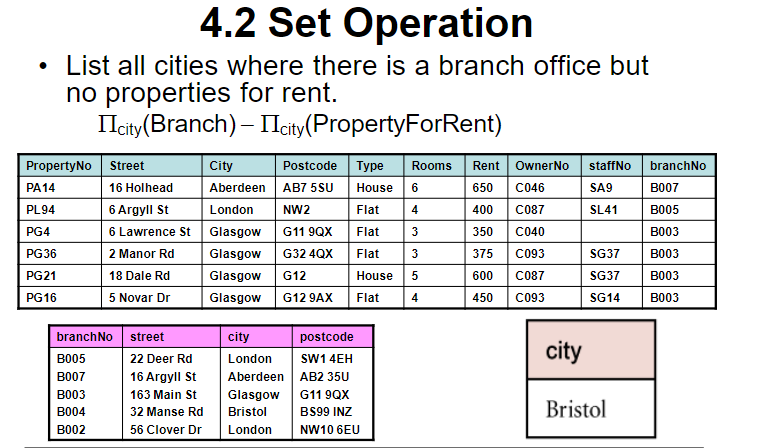 4.2 Set Operation
• List all cities where there is a branch office but
no properties for rent.
Πcity(Branch) – Πcity(PropertyForRent)
PropertyNo Street City Postcode Type Rooms Rent OwnerNo staffNo branchNo
PA14 16 Holhead Aberdeen AB7 5SU House 6 650 C046 SA9 B007
PL94 6 Argyll St London NW2 Flat 4 400 C087 SL41 B005
PG4 6 Lawrence St Glasgow G11 9QX Flat 3 350 C040 B003
PG36 2 Manor Rd Glasgow G32 4QX Flat 3 375 C093 SG37 B003
PG21 18 Dale Rd Glasgow G12 House 5 600 C087 SG37 B003
PG16 5 Novar Dr Glasgow G12 9AX Flat 4 450 C093 SG14 B003
branchNo street city postcode
B005 22 Deer Rd London SW1 4EH
B007 16 Argyll St Aberdeen AB2 35U
B003 163 Main St Glasgow G11 9QX
B004 32 Manse Rd Bristol BS99 INZ
B002 56 Clover Dr London NW10 6EU
city
Bristol